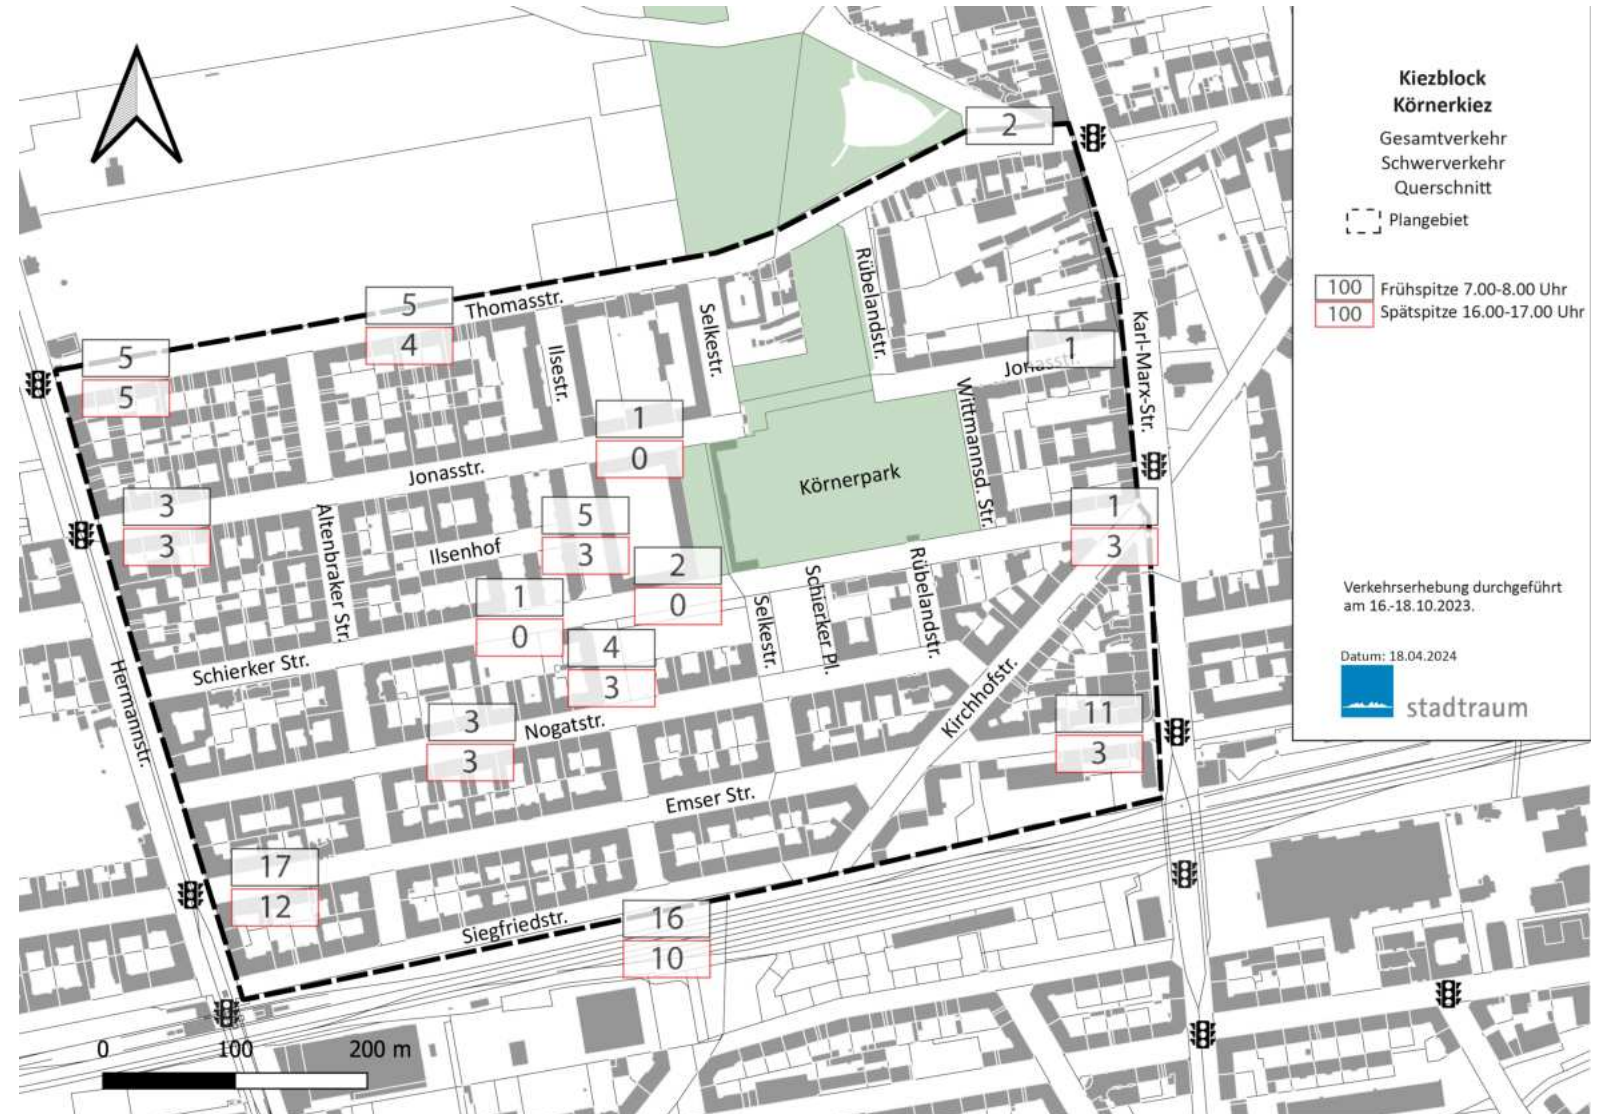 Kiezblock
Körnerkiez
Gesamtverkehr
Schwerverkehr
Querschnitt
Plangebiet
100 Frühspitze 7.00-8.00 Uhr
100 Spätspitze 16.00-17.00 Uhr
Verkehrserhebung durchgeführt
am 16.-18.10.2023.
Datum: 18.04.2024
stadtraum
2
5
4
Thomasstr.
5
5
Ilsestr.
Selkestr.
Rübelandstr.
1
Jonasstr.
Karl-Marx-Str.
1
0
Jonasstr.
Körnerpark
Wittmannsd. Str.
3
3
Altenbraker Str.
Ilsenhof
5
3
1
3
2
0
1
0
Schierker Str.
4
3
Selkestr.
Schierker Pl.
Rübelandstr.
Kirchhofstr.
Hermannstr.
3
3
Nogatstr.
11
3
Emser Str.
17
12
Siegfriedstr.
16
10
0 100 200 m